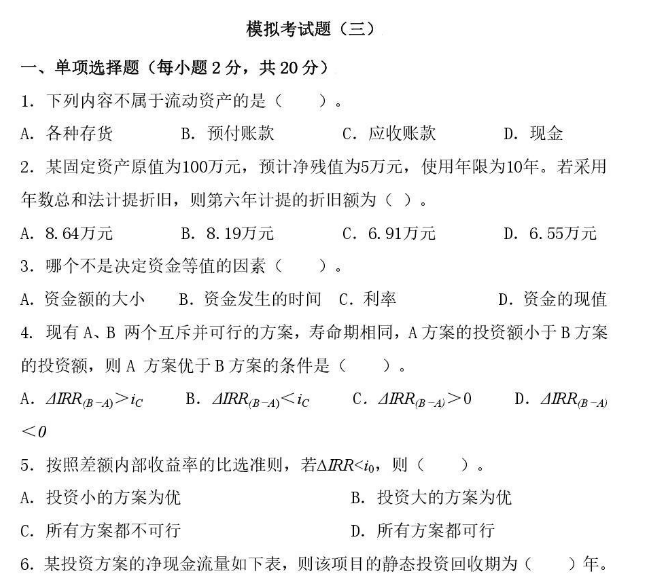 模拟考试题（三）
一、单项选择题（每小题 2 分，共 20 分）
1．下列内容不属于流动资产的是（　　）。
A．各种存货　　B．预付账款　　C．应收账款　　D．现金
2．某固定资产原值为100万元，预计净残值为5万元，使用年限为10年。若采用
年数总和法计提折旧，则第六年计提的折旧额为（ ）。
A．8.64万元　　B．8.19万元　　C．6.91万元　　D．6.55万元
3．哪个不是决定资金等值的因素（　　）。
A．资金额的大小　　B．资金发生的时间　　C．利率　　D．资金的现值
4．现有 A、B 两个互斥并可行的方案，寿命期相同，A 方案的投资额小于 B 方案
的投资额，则 A 方案优于 B 方案的条件是（　　）。
A．ΔIRR(B-A)＞iC　　B．ΔIRR(B-A)＜iC　　C．ΔIRR(B-A)＞0　　D．ΔIRR(B-A)
＜0
5．按照差额内部收益率的比选准则，若ΔIRR<i0，则（　　）。
A．投资小的方案为优　　B．投资大的方案为优
C．所有方案都不可行　　D．所有方案都可行
6．某投资方案的净现金流量如下表，则该项目的静态投资回收期为（　　）年。